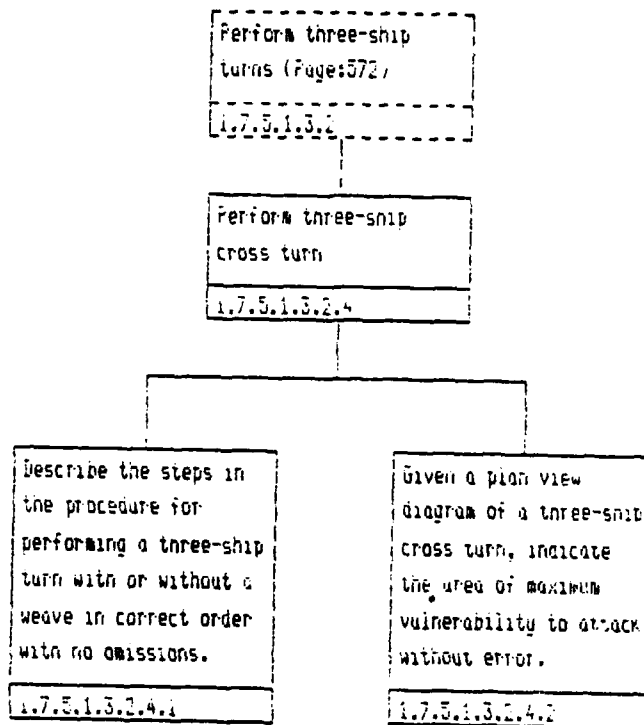 Perform three-ship
turns (Page:572)
1.7.5.1.3.2
Perform three-ship
cross turn
1.7.5.1.3.2.4
Describe the steps in
the procedure for
performing a three-ship
turn with or without a
weave in correct order
with no omissions.
1.7.5.1.3.2.4.1
Given a plan view
diagram of a three-ship
cross turn, indicate
the area of maximum
vulnerability to attack
without error.
1.7.5.1.3.2.4.2